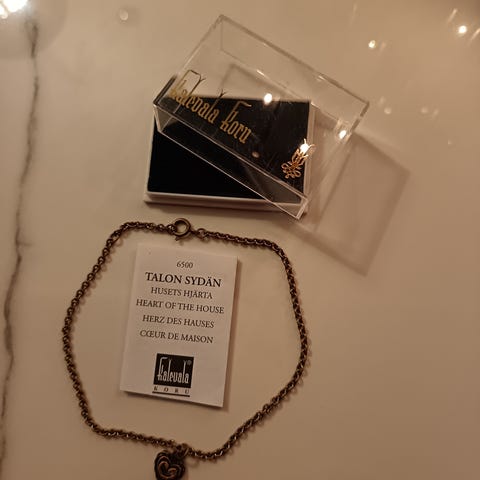 Kalevala Koru
6500
TALON SYDÄN
HUSETS HJÄRTA
HEART OF THE HOUSE
HERZ DES HAUSES
CŒUR DE MAISON
Kalevala®
KORU